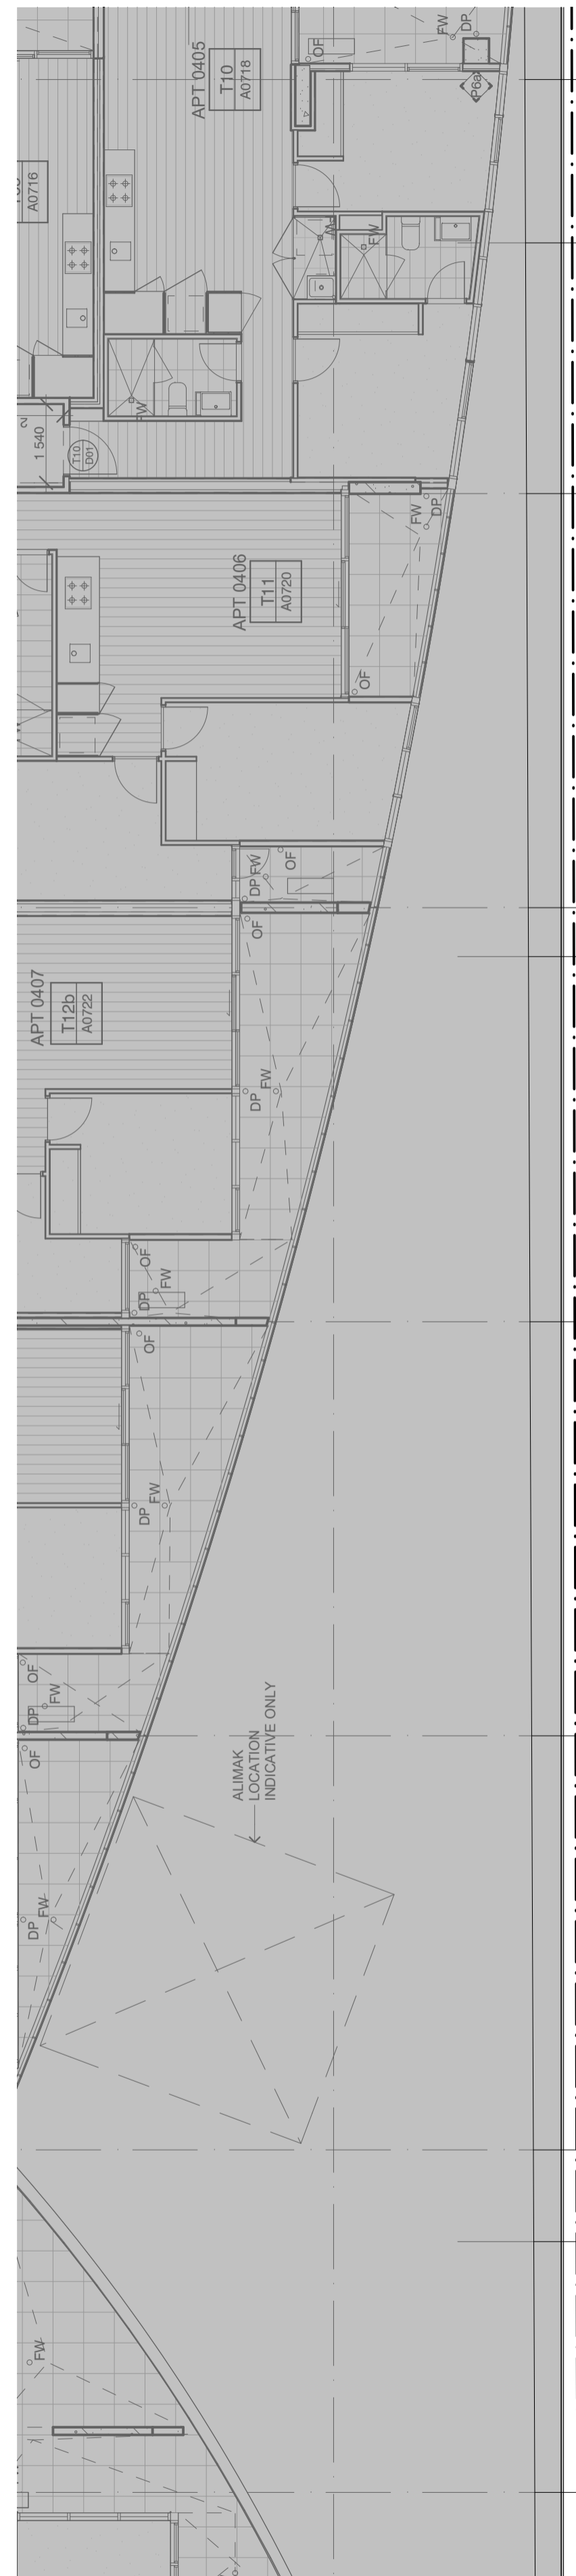 OF
FW
DP
P6a
APT 0405
T10
A0718
A0716
FW
FW
2
1 540
T10
D01
FW
DP
APT 0406
T11
A0720
OF
DP
FW
OF
OF
APT 0407
T12b
A0722
DP
FW
OF
DP
FW
OF
DP
FW
OF
DP
FW
OF
ALIMAK
LOCATION
INDICATIVE ONLY
DP
FW
FW